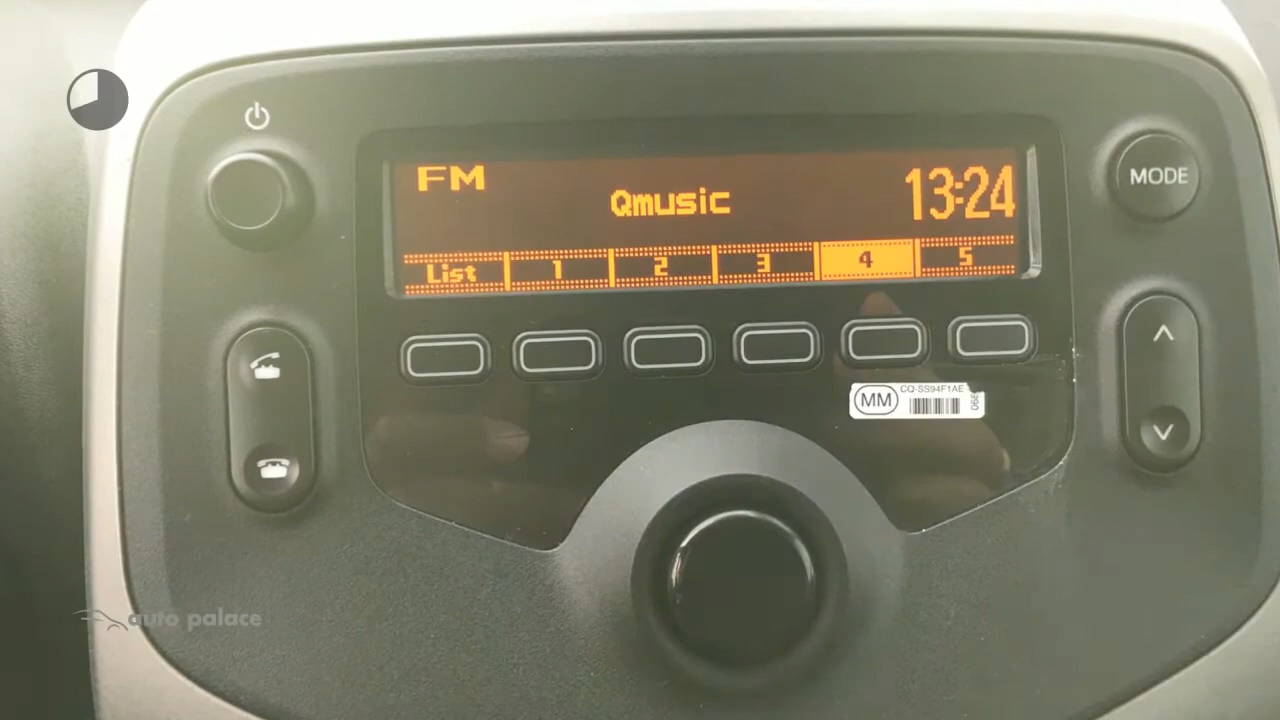 FM
Qmusic
13:24
MODE
List 1 2 3 4 5
MM
CQ-SS94F1AE
auto palace